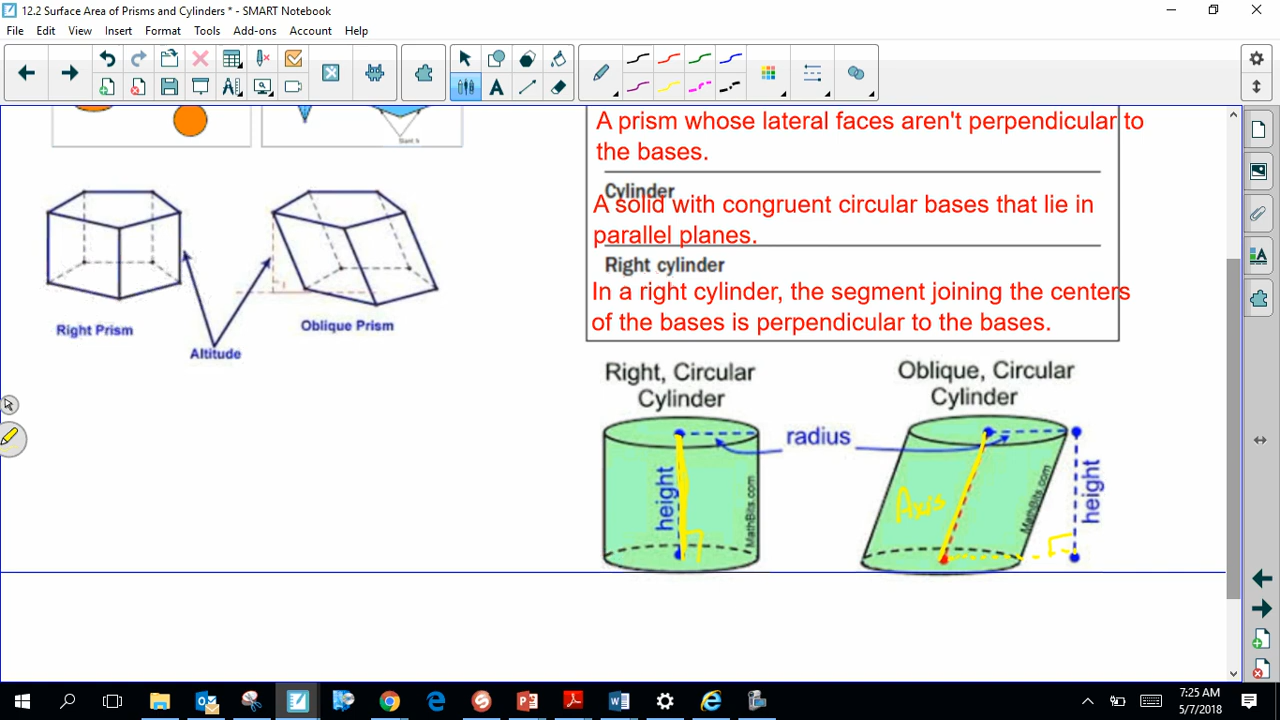 12.2 Surface Area of Prisms and Cylinders * - SMART Notebook
File Edit View Insert Format Tools Add-ons Account Help
Slant h
A prism whose lateral faces aren't perpendicular to
the bases.
Cylinder
A solid with congruent circular bases that lie in
parallel planes.
Right cylinder
In a right cylinder, the segment joining the centers
of the bases is perpendicular to the bases.
Right Prism
Oblique Prism
Altitude
Right, Circular
Cylinder
Oblique, Circular
Cylinder
radius
height
MathBits.com
Axis
MathBits.com
height
7:25 AM
5/7/2018